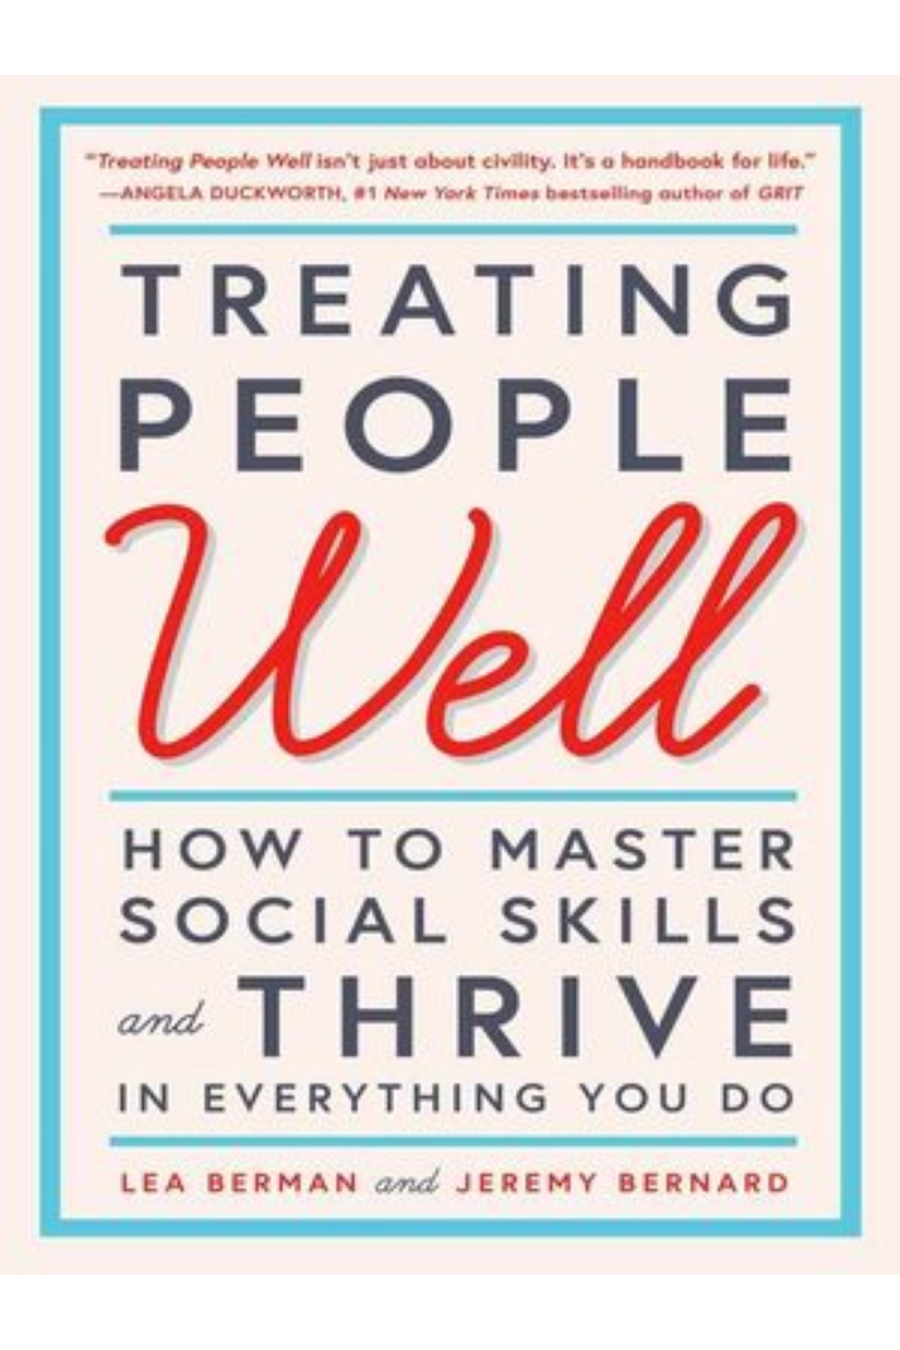 "Treating People Well isn't just about civility. It's a handbook for life."
—ANGELA DUCKWORTH, #1 New York Times bestselling author of GRIT
TREATING
PEOPLE
Well
HOW TO MASTER
SOCIAL SKILLS
and THRIVE
IN EVERYTHING YOU DO
LEA BERMAN and JEREMY BERNARD